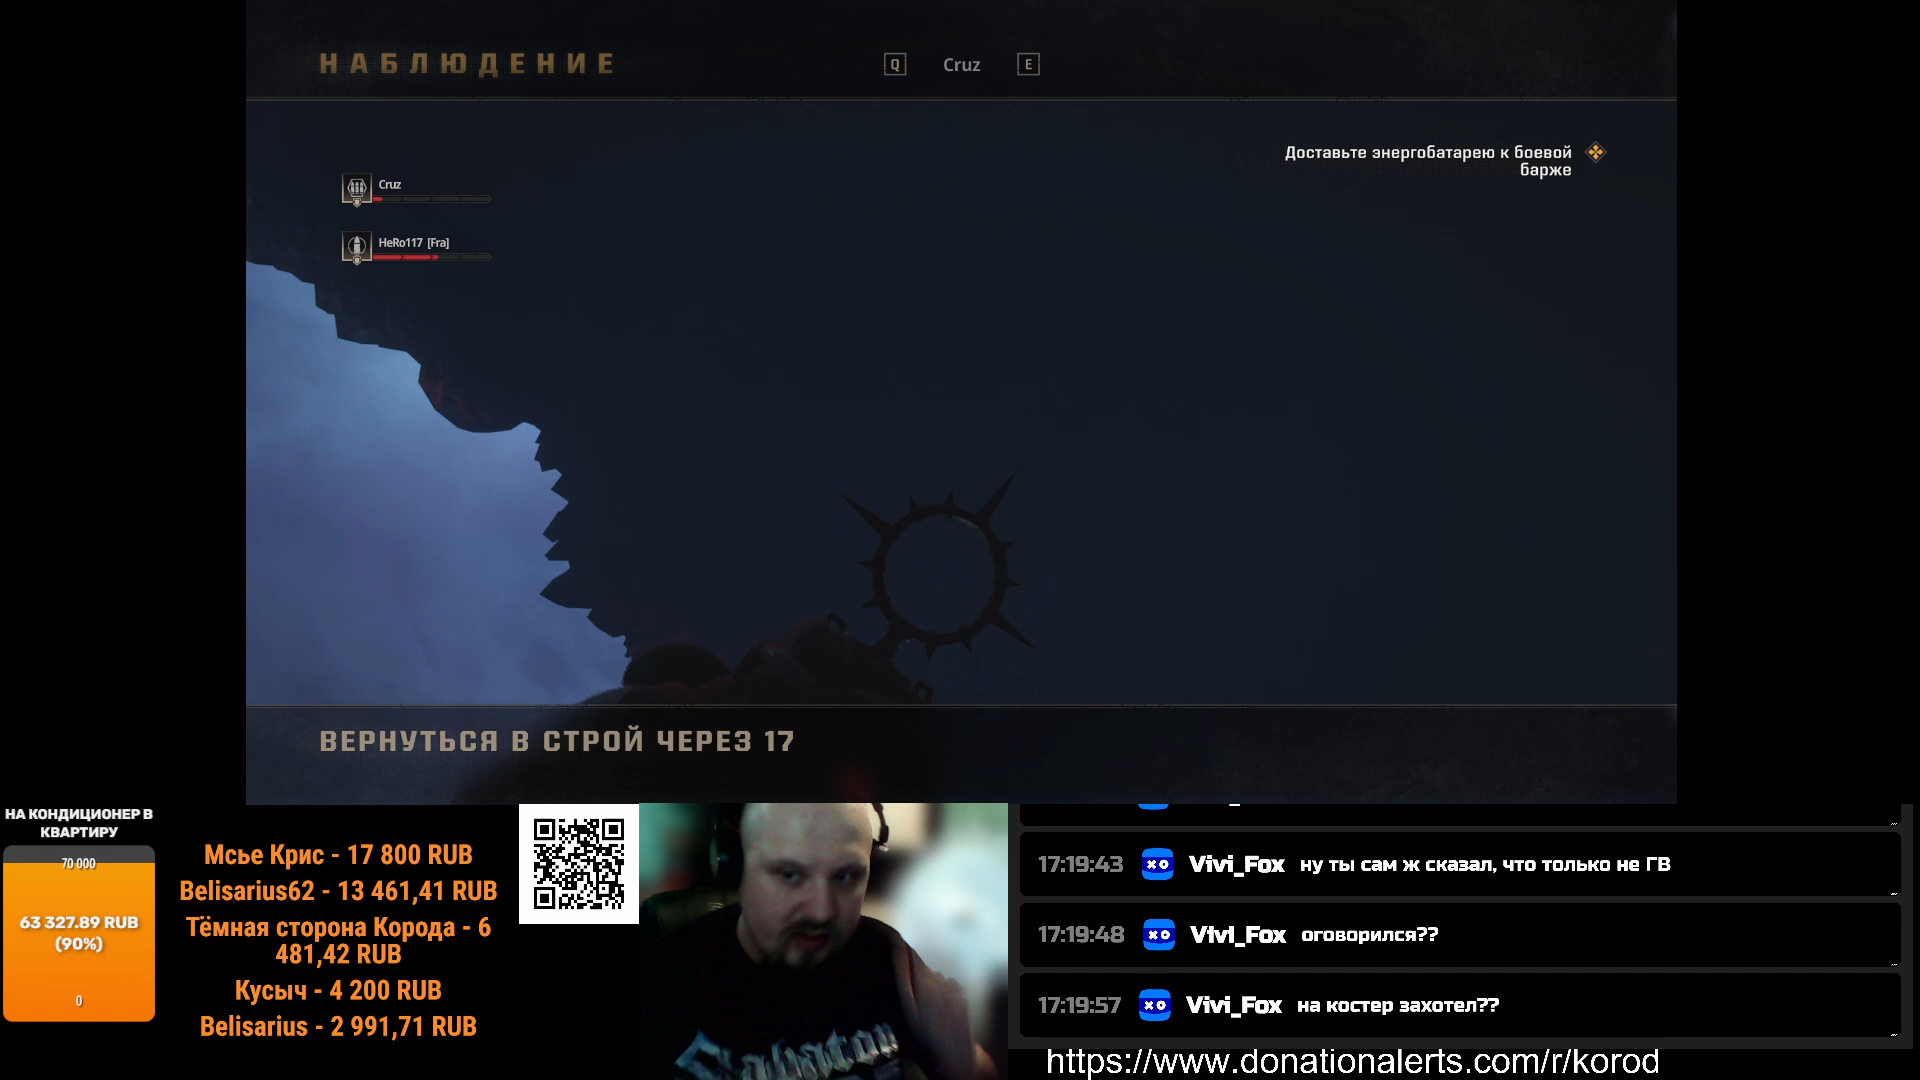 НАБЛЮДЕНИЕ
Q Cruz E
Доставьте энергобатарею к боевой
барже
Cruz
HeRo117 [Fra]
ВЕРНУТЬСЯ В СТРОЙ ЧЕРЕЗ 17
НА КОНДИЦИОНЕР В
КВАРТИРУ
70 000
63 327.89 RUB
(90%)
0
Мсье Крис - 17 800 RUB
Belisarius62 - 13 461,41 RUB
Тёмная сторона Корода - 6
481,42 RUB
Кусыч - 4 200 RUB
Belisarius - 2 991,71 RUB
Sabaton
17:19:43 Vivi_Fox ну ты сам ж сказал, что только не ГВ
17:19:48 Vivi_Fox оговорился??
17:19:57 Vivi_Fox на костер захотел??
https://www.donationalerts.com/r/korod